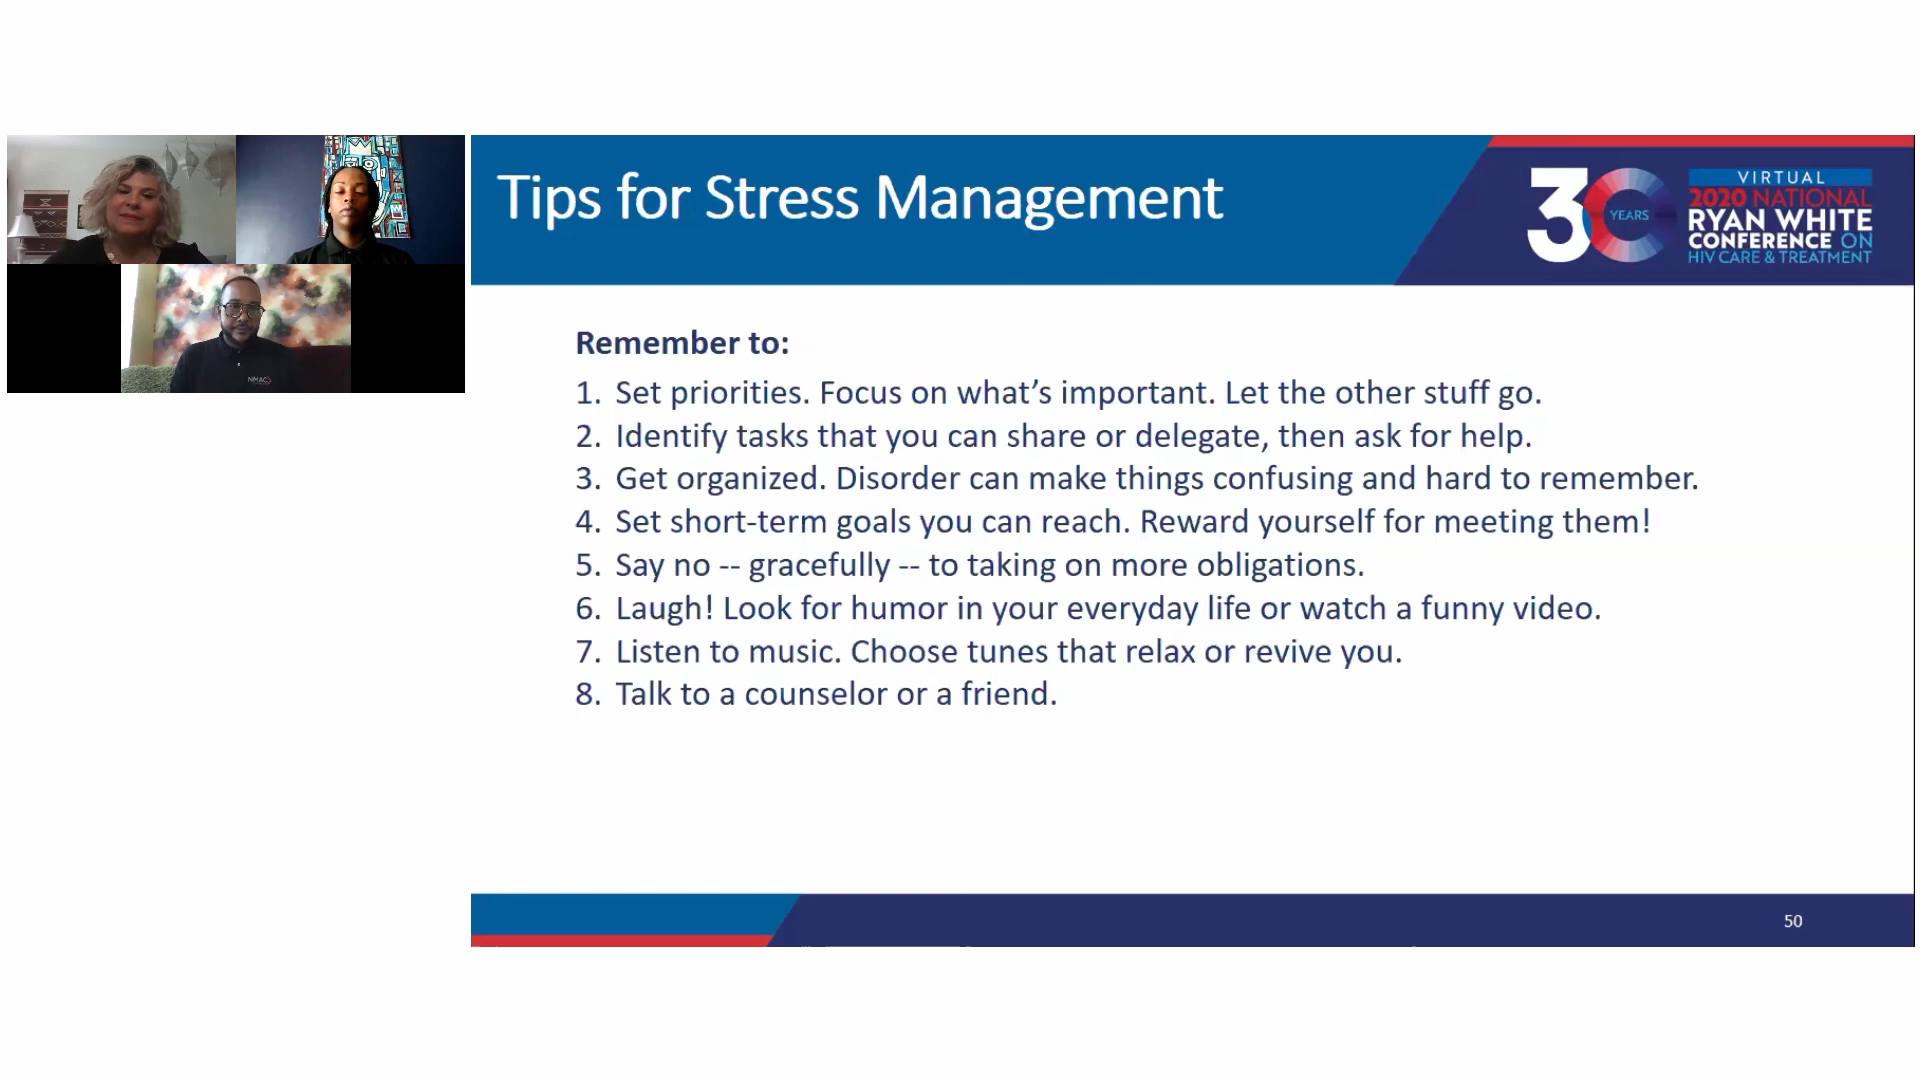 Tips for Stress Management
3C YEARS
VIRTUAL
2020 NATIONAL
RYAN WHITE
CONFERENCE ON
HIV CARE & TREATMENT
Remember to:
1. Set priorities. Focus on what’s important. Let the other stuff go.
2. Identify tasks that you can share or delegate, then ask for help.
3. Get organized. Disorder can make things confusing and hard to remember.
4. Set short-term goals you can reach. Reward yourself for meeting them!
5. Say no -- gracefully -- to taking on more obligations.
6. Laugh! Look for humor in your everyday life or watch a funny video.
7. Listen to music. Choose tunes that relax or revive you.
8. Talk to a counselor or a friend.
NMAC
50